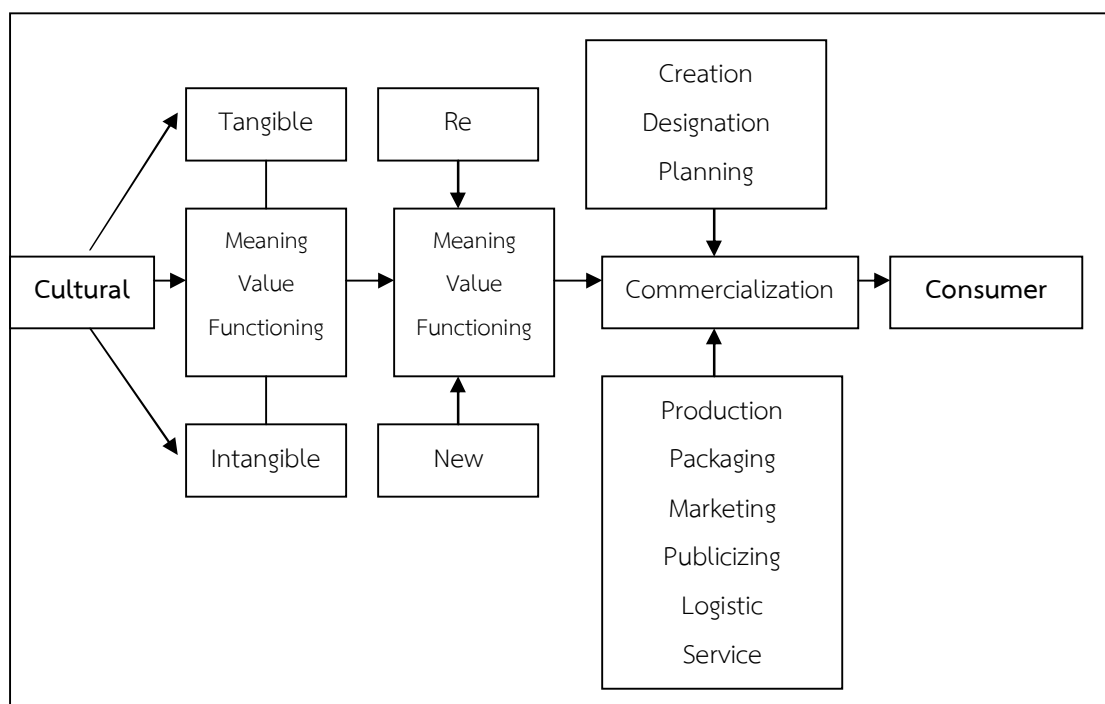 Creation
Designation
Planning
Tangible
Re
Meaning
Value
Functioning
Meaning
Value
Functioning
Cultural
Commercialization
Consumer
Intangible
New
Production
Packaging
Marketing
Publicizing
Logistic
Service